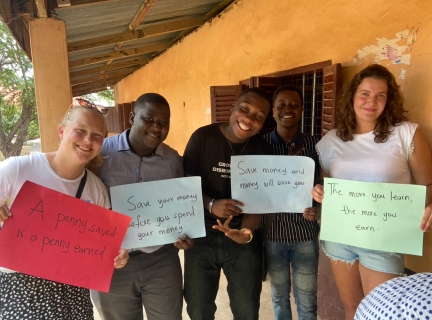 A penny saved
is a penny earned
Save your money
before you spend
your money.
Save money and
money will save you
The more you learn,
the more you
earn.